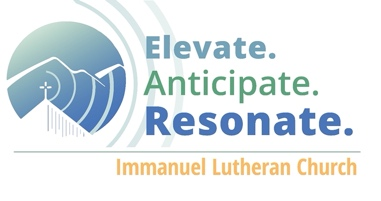 Elevate.
Anticipate.
Resonate.
Immanuel Lutheran Church